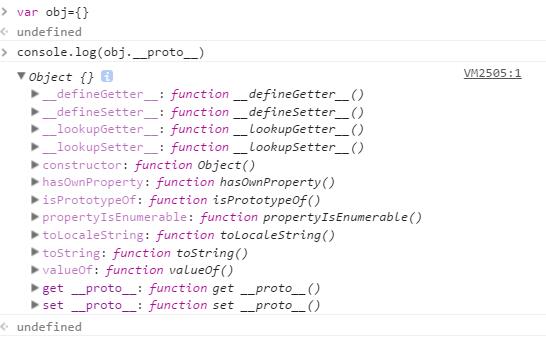 > var obj={}
undefined
> console.log(obj.__proto__)
Object {} VM2505:1
__defineGetter__: function __defineGetter__()
__defineSetter__: function __defineSetter__()
__lookupGetter__: function __lookupGetter__()
__lookupSetter__: function __lookupSetter__()
constructor: function Object()
hasOwnProperty: function hasOwnProperty()
isPrototypeOf: function isPrototypeOf()
propertyIsEnumerable: function propertyIsEnumerable()
toLocaleString: function toLocaleString()
toString: function toString()
valueOf: function valueOf()
get __proto__: function get __proto__()
set __proto__: function set __proto__()
undefined